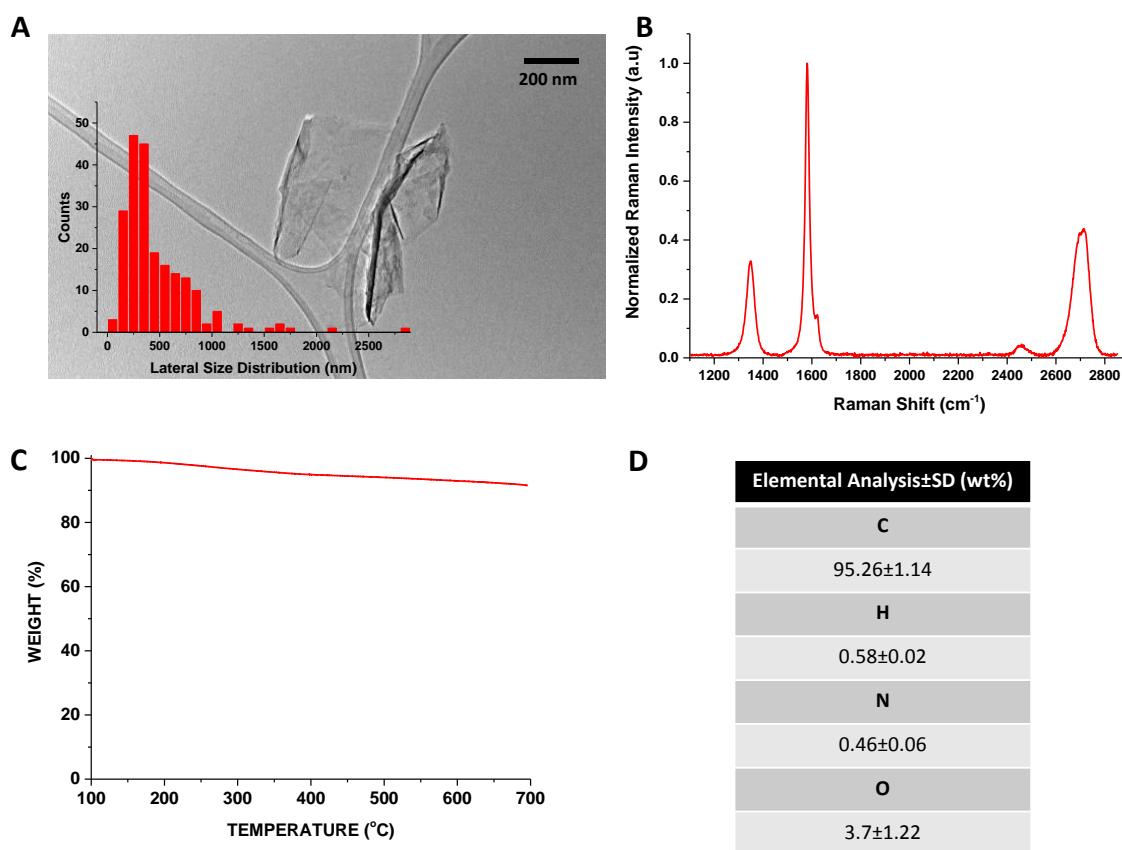 A
200 nm
50
40
30
20
10
0
Counts
0 500 1000 1500 2000 2500
Lateral Size Distribution (nm)
B
1.0
0.8
0.6
0.4
0.2
0.0
Normalized Raman Intensity (a.u)
1200 1400 1600 1800 2000 2200 2400 2600 2800
Raman Shift (cm⁻¹)
C
100
80
60
40
20
0
WEIGHT (%)
100 200 300 400 500 600 700
TEMPERATURE (°C)
D
Elemental Analysis±SD (wt%)
C
95.26±1.14
H
0.58±0.02
N
0.46±0.06
O
3.7±1.22